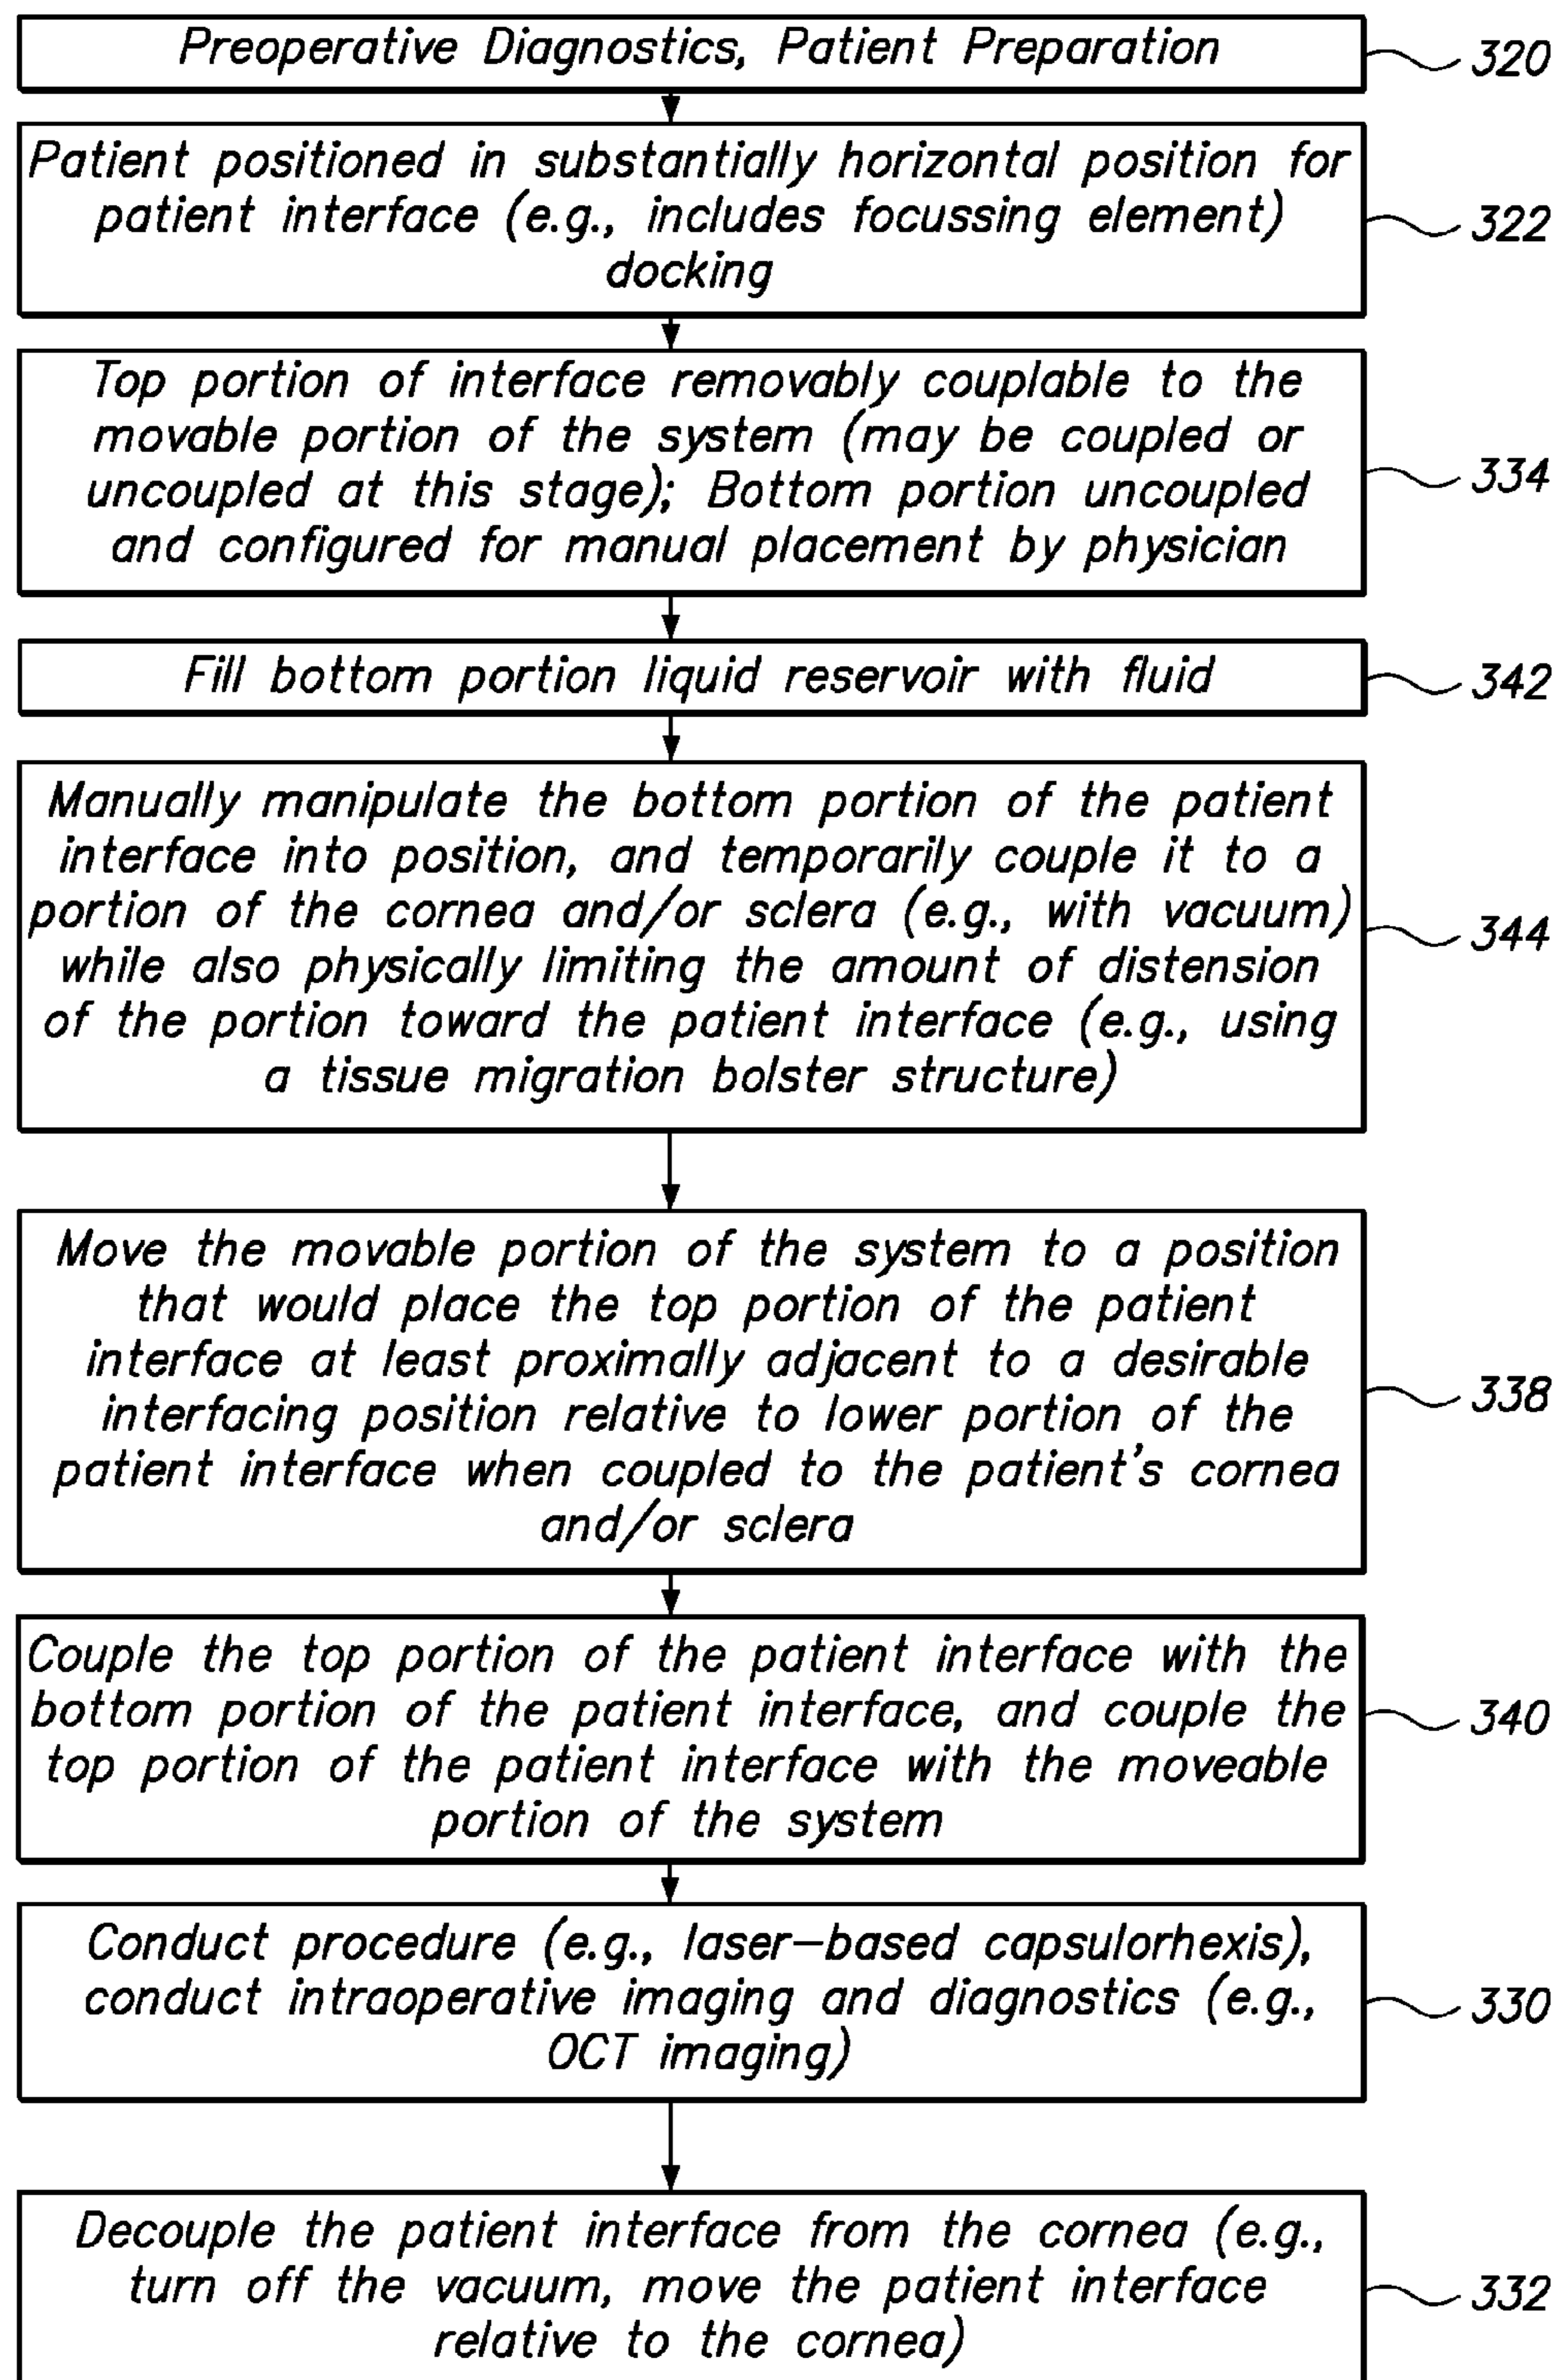 Preoperative Diagnostics, Patient Preparation
320
Patient positioned in substantially horizontal position for
patient interface (e.g., includes focussing element)
docking
322
Top portion of interface removably couplable to the
movable portion of the system (may be coupled or
uncoupled at this stage); Bottom portion uncoupled
and configured for manual placement by physician
334
Fill bottom portion liquid reservoir with fluid
342
Manually manipulate the bottom portion of the patient
interface into position, and temporarily couple it to a
portion of the cornea and/or sclera (e.g., with vacuum)
while also physically limiting the amount of distension
of the portion toward the patient interface (e.g., using
a tissue migration bolster structure)
344
Move the movable portion of the system to a position
that would place the top portion of the patient
interface at least proximally adjacent to a desirable
interfacing position relative to lower portion of the
patient interface when coupled to the patient's cornea
and/or sclera
338
Couple the top portion of the patient interface with the
bottom portion of the patient interface, and couple the
top portion of the patient interface with the moveable
portion of the system
340
Conduct procedure (e.g., laser-based capsulorhexis),
conduct intraoperative imaging and diagnostics (e.g.,
OCT imaging)
330
Decouple the patient interface from the cornea (e.g.,
turn off the vacuum, move the patient interface
relative to the cornea)
332